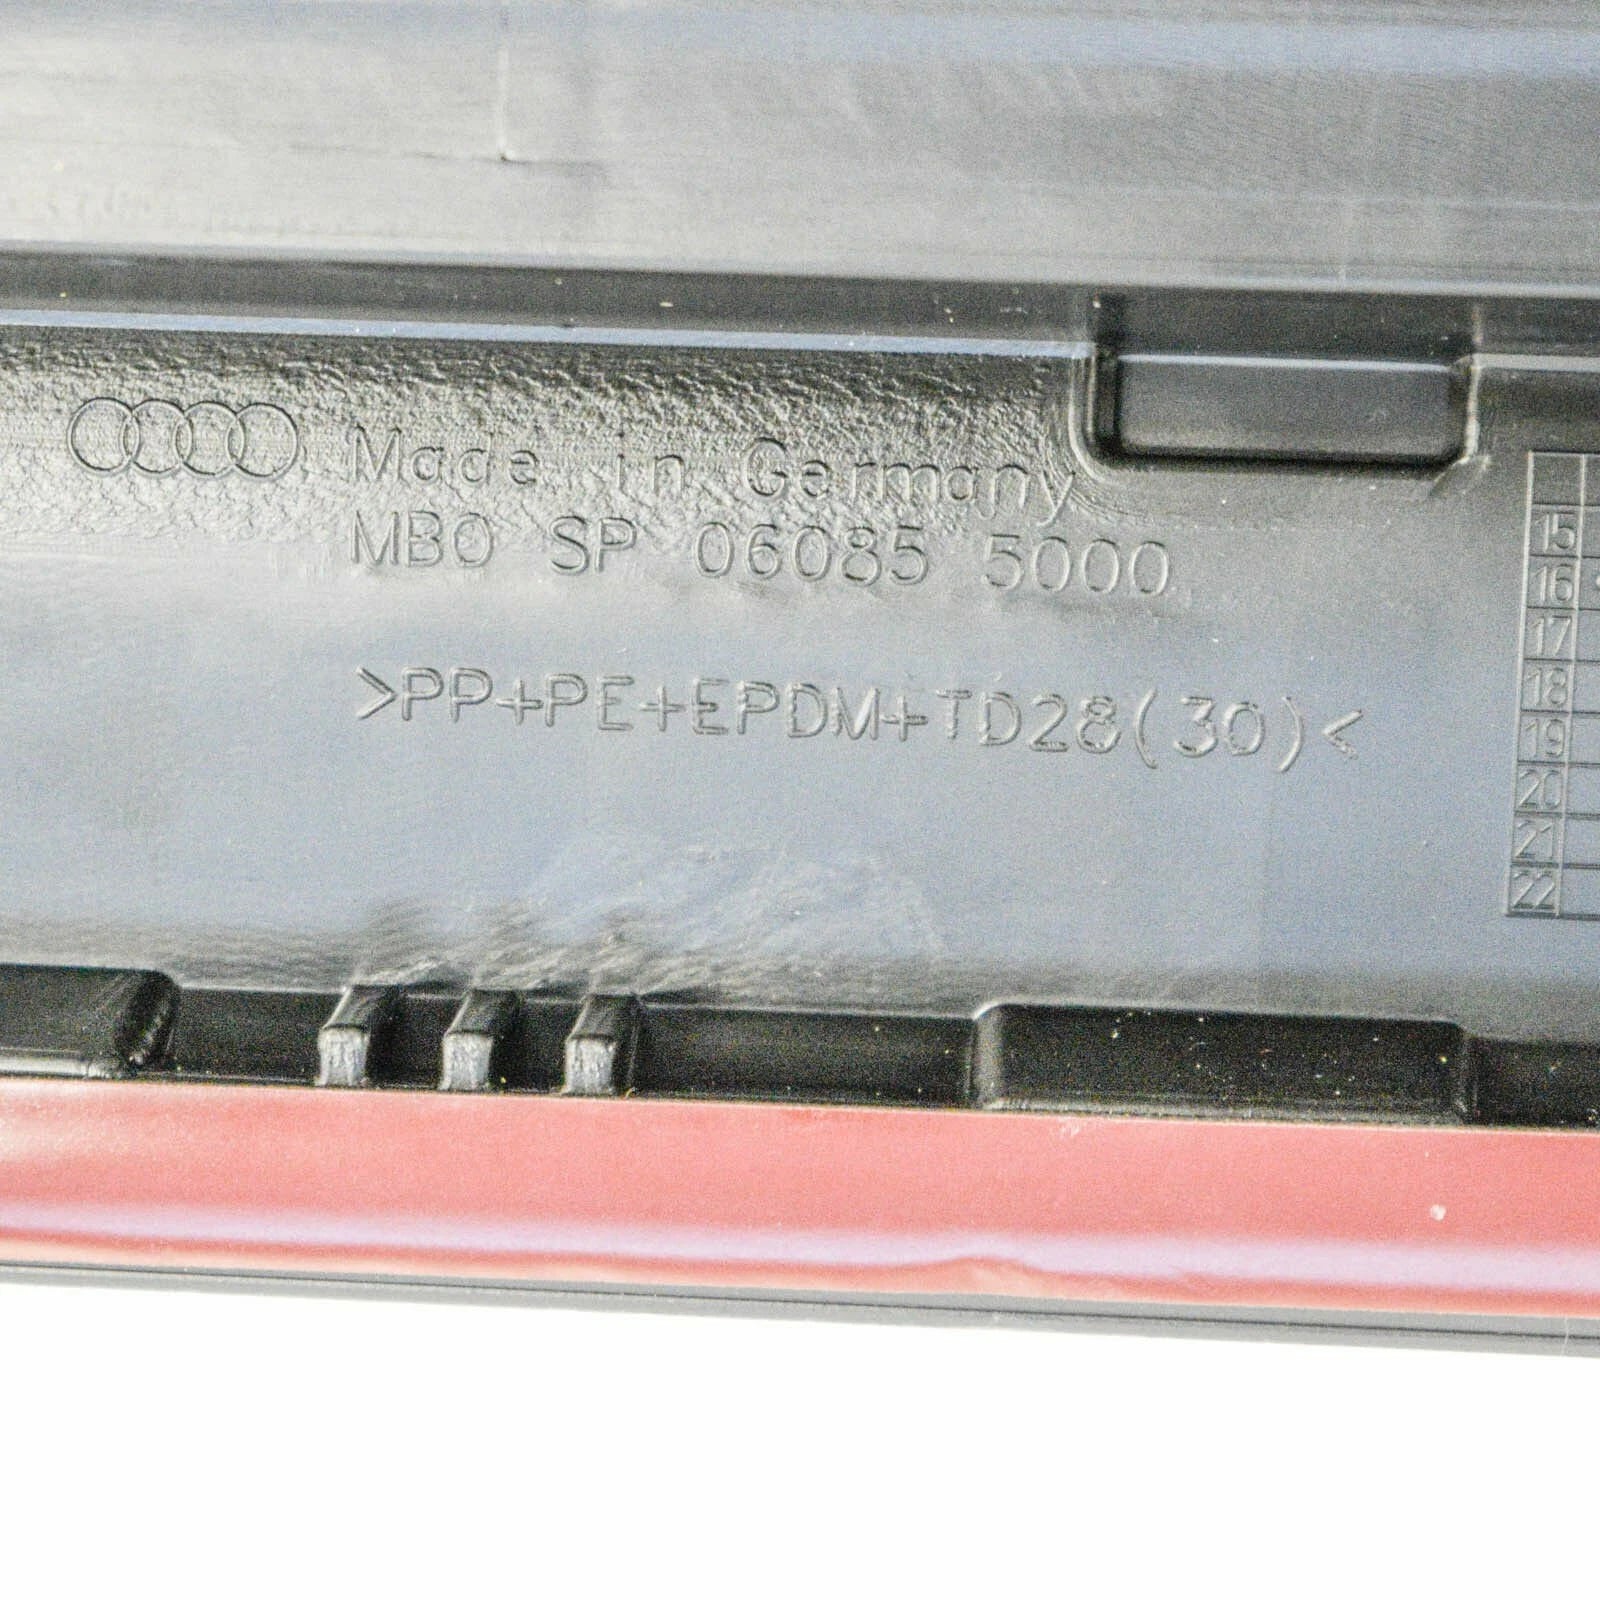 Made in Germany
MBO SP 06085 5000
>PP+PE+EPDM+TD28(30)<
15
16
17
18
19
20
21
22